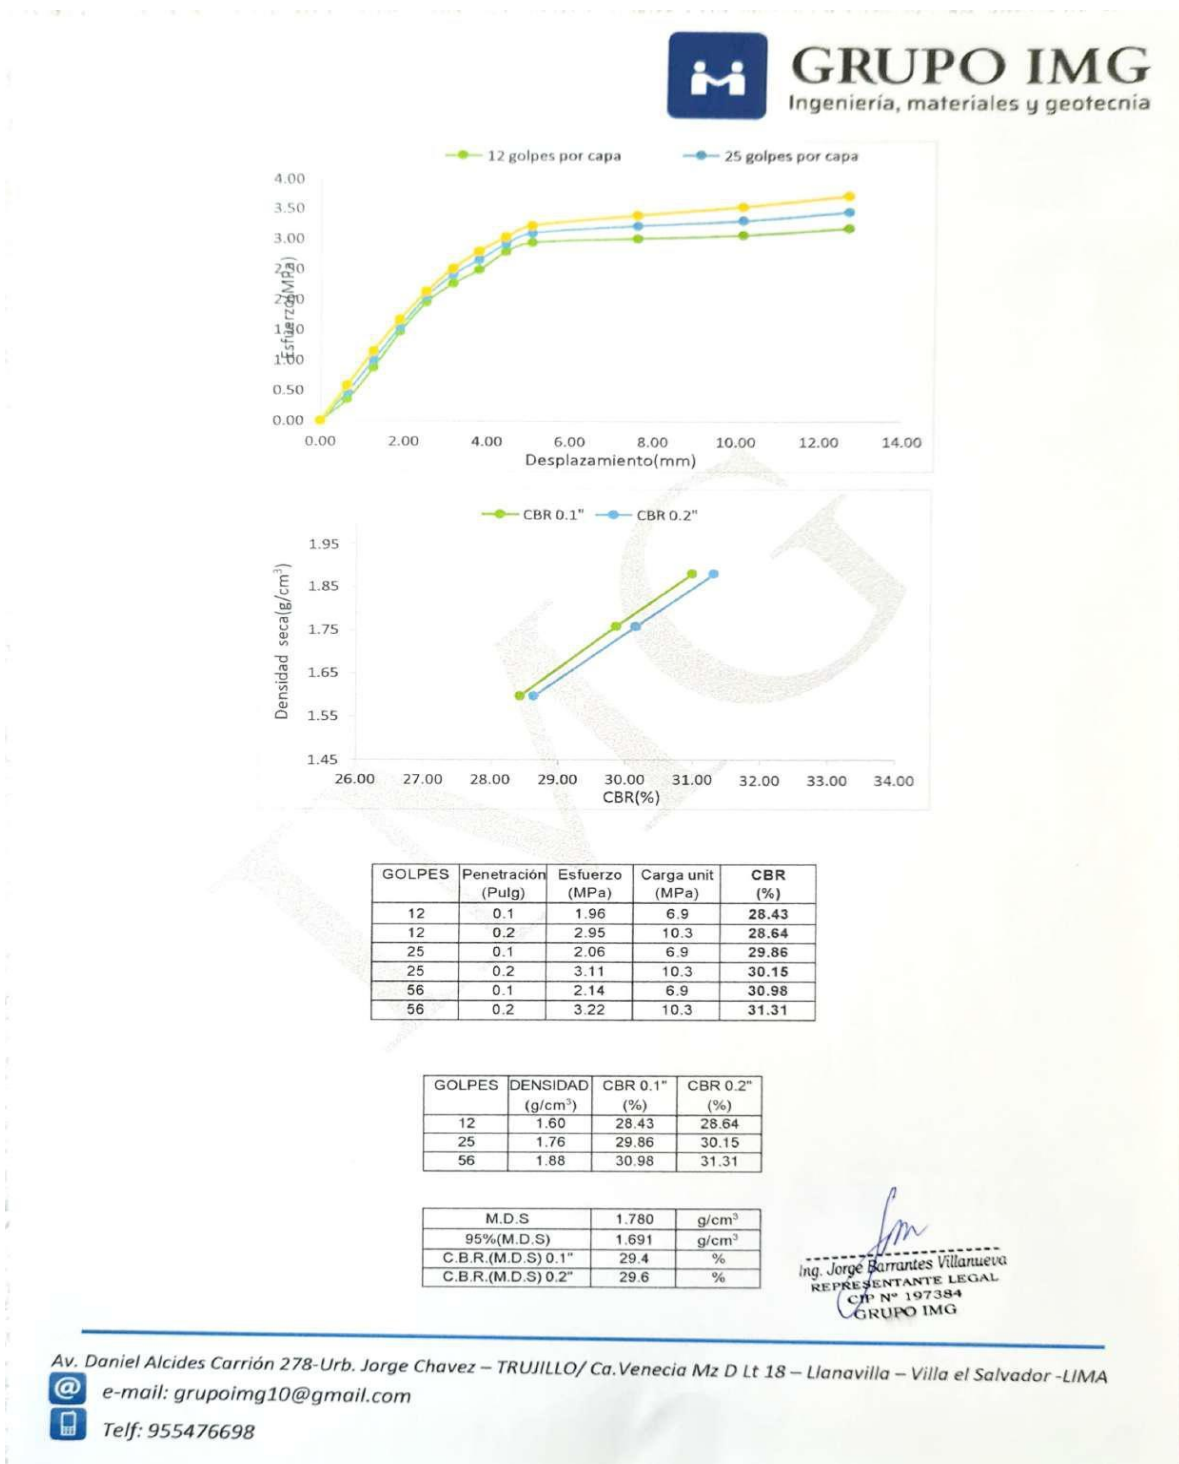 GRUPO IMG
Ingeniería, materiales y geotecnia
12 golpes por capa 25 golpes por capa
4.00
3.50
3.00
2.50
2.00
1.50
1.00
0.50
0.00
Esfuerzo(MPa)
0.00 2.00 4.00 6.00 8.00 10.00 12.00 14.00
Desplazamiento(mm)
CBR 0.1" CBR 0.2"
1.95
1.85
1.75
1.65
1.55
1.45
Densidad seca(g/cm³)
26.00 27.00 28.00 29.00 30.00 31.00 32.00 33.00 34.00
CBR(%)
IMG
GOLPES Penetración Esfuerzo Carga unit CBR
(Pulg) (MPa) (MPa) (%)
12 0.1 1.96 6.9 28.43
12 0.2 2.95 10.3 28.64
25 0.1 2.06 6.9 29.86
25 0.2 3.11 10.3 30.15
56 0.1 2.14 6.9 30.98
56 0.2 3.22 10.3 31.31
GOLPES DENSIDAD CBR 0.1" CBR 0.2"
(g/cm³) (%) (%)
12 1.60 28.43 28.64
25 1.76 29.86 30.15
56 1.88 30.98 31.31
M.D.S 1.780 g/cm³
95%(M.D.S) 1.691 g/cm³
C.B.R.(M.D.S) 0.1" 29.4 %
C.B.R.(M.D.S) 0.2" 29.6 %
Ing. Jorge Barrantes Villanueva
REPRESENTANTE LEGAL
CIP N° 197384
GRUPO IMG
Av. Daniel Alcides Carrión 278-Urb. Jorge Chavez – TRUJILLO/ Ca.Venecia Mz D Lt 18 – Llanavilla – Villa el Salvador -LIMA
@ e-mail: grupoimg10@gmail.com
Telf: 955476698